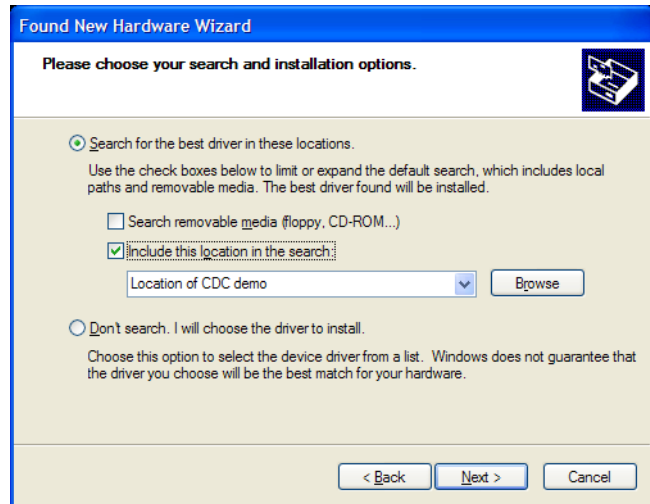 Found New Hardware Wizard
Please choose your search and installation options.
Search for the best driver in these locations.
Use the check boxes below to limit or expand the default search, which includes local
paths and removable media. The best driver found will be installed.
Search removable media (floppy, CD-ROM...)
Include this location in the search:
Location of CDC demo
Browse
Don't search. I will choose the driver to install.
Choose this option to select the device driver from a list. Windows does not guarantee that
the driver you choose will be the best match for your hardware.
< Back Next > Cancel